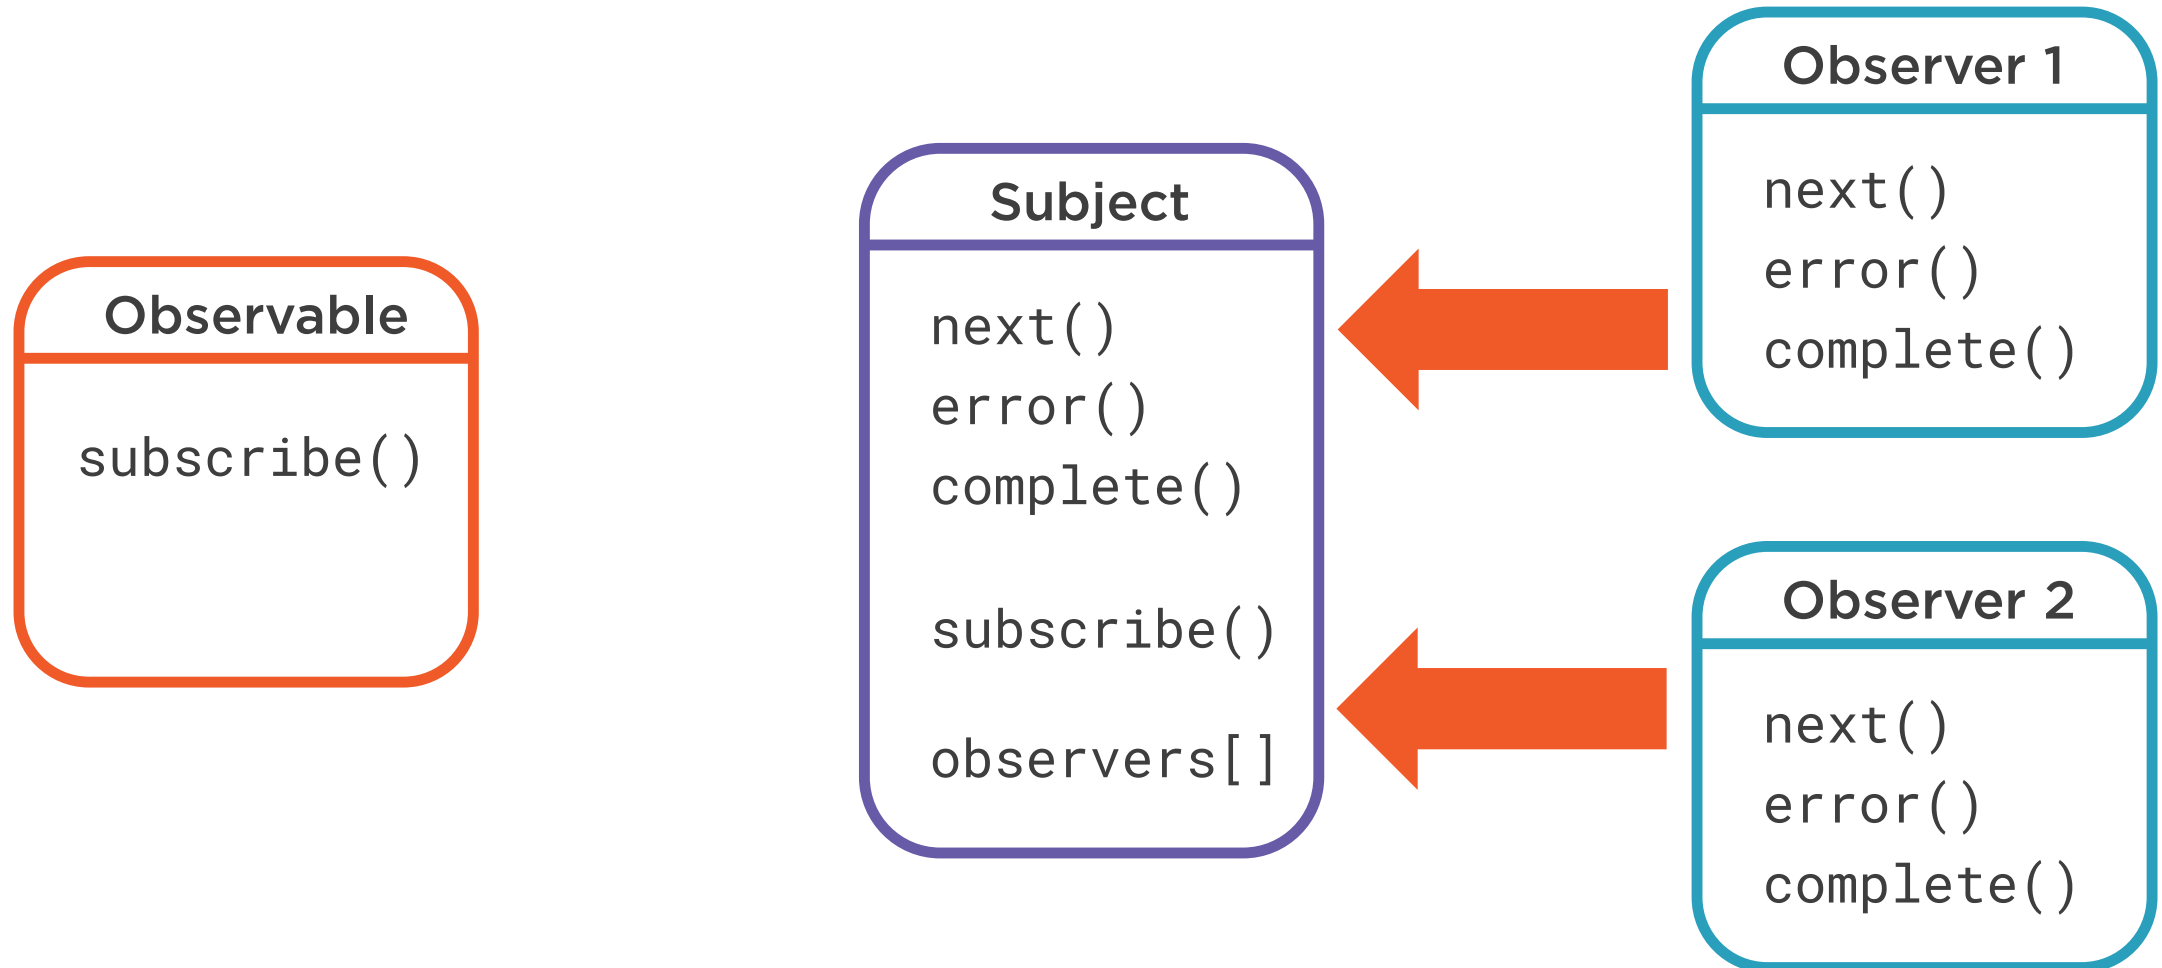 Observable
subscribe()
Subject
next()
error()
complete()
subscribe()
observers[]
Observer 1
next()
error()
complete()
Observer 2
next()
error()
complete()